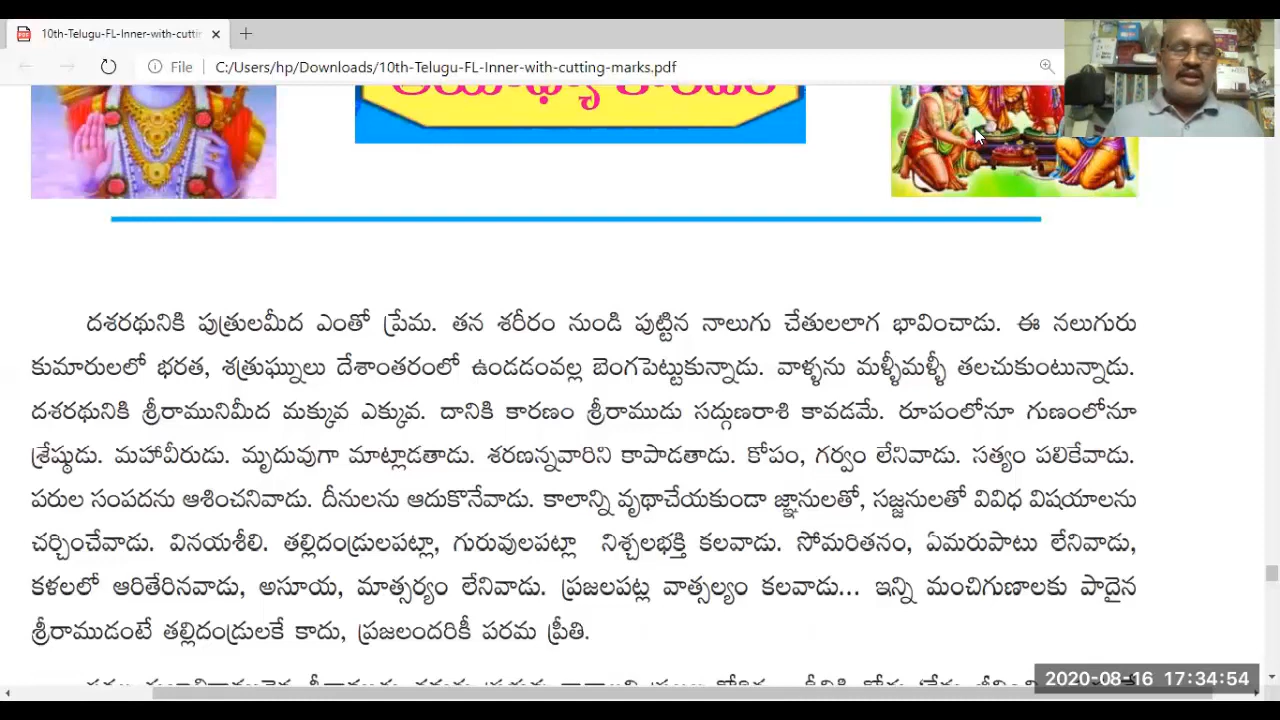 10th-Telugu-FL-Inner-with-cuttin
File C:/Users/hp/Downloads/10th-Telugu-FL-Inner-with-cutting-marks.pdf
అయోధ్యా కాండం
దశరథునికి పుత్రులమీద ఎంతో ప్రేమ. తన శరీరం నుండి పుట్టిన నాలుగు చేతులలాగ భావించాడు. ఈ నలుగురు
కుమారులలో భరత, శత్రుఘ్నులు దేశాంతరంలో ఉండడంవల్ల బెంగపెట్టుకున్నాడు. వాళ్ళను మళ్ళీమళ్ళీ తలచుకుంటున్నాడు.
దశరథునికి శ్రీరామునిమీద మక్కువ ఎక్కువ. దానికి కారణం శ్రీరాముడు సద్గుణరాశి కావడమే. రూపంలోనూ గుణంలోనూ
శ్రేష్ఠుడు. మహావీరుడు. మృదువుగా మాట్లాడతాడు. శరణన్నవారిని కాపాడతాడు. కోపం, గర్వం లేనివాడు. సత్యం పలికేవాడు.
పరుల సంపదను ఆశించనివాడు. దీనులను ఆదుకొనేవాడు. కాలాన్ని వృథాచేయకుండా జ్ఞానులతో, సజ్జనులతో వివిధ విషయాలను
చర్చించేవాడు. వినయశీలి. తల్లిదండ్రులపట్లా, గురువులపట్లా నిశ్చలభక్తి కలవాడు. సోమరితనం, ఏమరుపాటు లేనివాడు,
కళలలో ఆరితేరినవాడు, అసూయ, మాత్సర్యం లేనివాడు. ప్రజలపట్ల వాత్సల్యం కలవాడు... ఇన్ని మంచిగుణాలకు పాదైన
శ్రీరాముడంటే తల్లిదండ్రులకే కాదు, ప్రజలందరికీ పరమ ప్రీతి.
2020-08-16 17:34:54